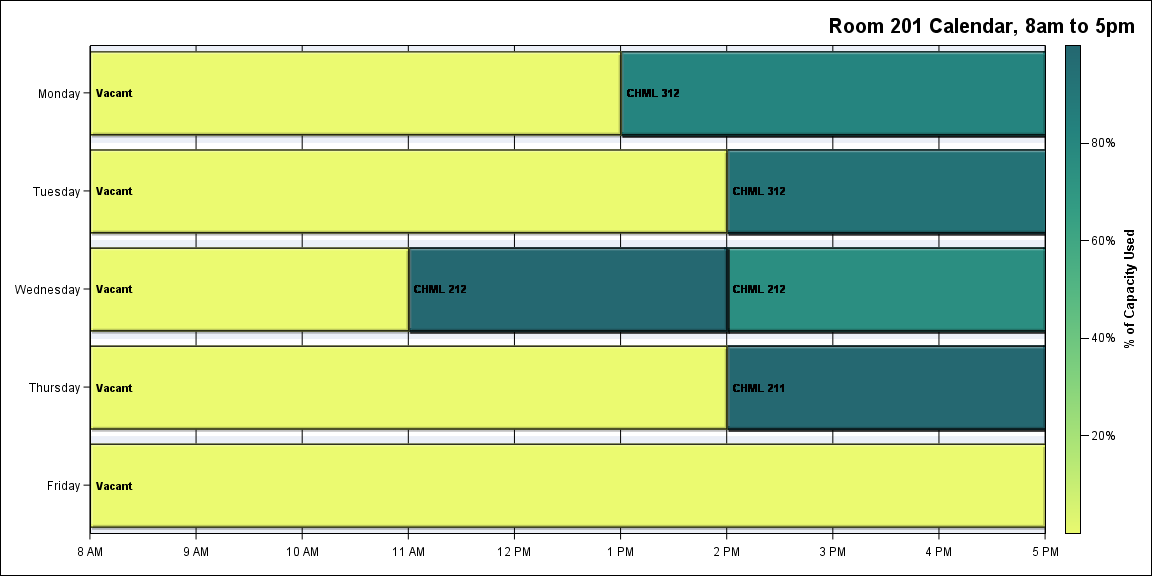 Room 201 Calendar, 8am to 5pm
Monday
Vacant
CHML 312
Tuesday
Vacant
CHML 312
Wednesday
Vacant
CHML 212
CHML 212
Thursday
Vacant
CHML 211
Friday
Vacant
8 AM
9 AM
10 AM
11 AM
12 PM
1 PM
2 PM
3 PM
4 PM
5 PM
80%
60%
40%
20%
% of Capacity Used